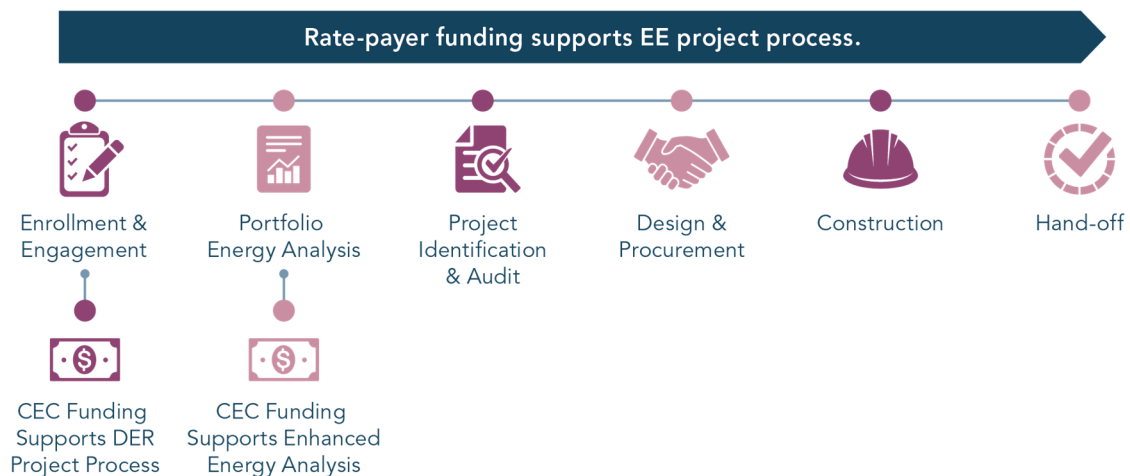 Rate-payer funding supports EE project process.
Enrollment &
Engagement
Portfolio
Energy Analysis
Project
Identification
& Audit
Design &
Procurement
Construction
Hand-off
$
$
CEC Funding
Supports DER
Project Process
CEC Funding
Supports Enhanced
Energy Analysis